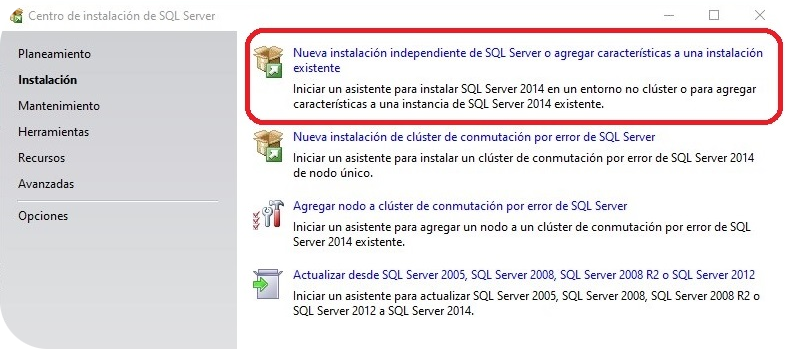 Centro de instalación de SQL Server
Planeamiento
Instalación
Mantenimiento
Herramientas
Recursos
Avanzadas
Opciones
Nueva instalación independiente de SQL Server o agregar características a una instalación
existente
Iniciar un asistente para instalar SQL Server 2014 en un entorno no clúster o para agregar
características a una instancia de SQL Server 2014 existente.
Nueva instalación de clúster de conmutación por error de SQL Server
Iniciar un asistente para instalar un clúster de conmutación por error de SQL Server 2014
de nodo único.
Agregar nodo a clúster de conmutación por error de SQL Server
Iniciar un asistente para agregar un nodo a un clúster de conmutación por error de SQL
Server 2014 existente.
Actualizar desde SQL Server 2005, SQL Server 2008, SQL Server 2008 R2 o SQL Server 2012
Iniciar un asistente para actualizar SQL Server 2005, SQL Server 2008, SQL Server 2008 R2 o
SQL Server 2012 a SQL Server 2014.